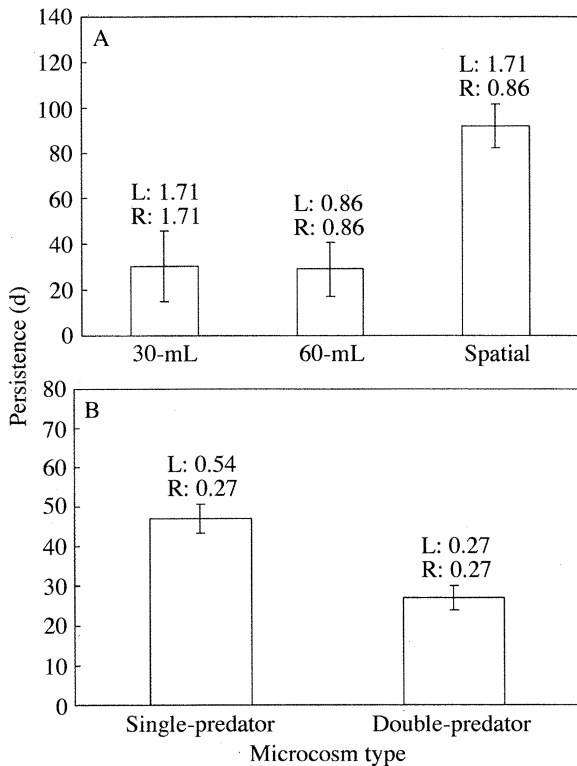 A
140
120
100
80
60
40
20
0
L: 1.71
R: 1.71
L: 0.86
R: 0.86
L: 1.71
R: 0.86
30-mL 60-mL Spatial
Persistence (d)
B
80
70
60
50
40
30
20
10
0
L: 0.54
R: 0.27
L: 0.27
R: 0.27
Single-predator Double-predator
Microcosm type